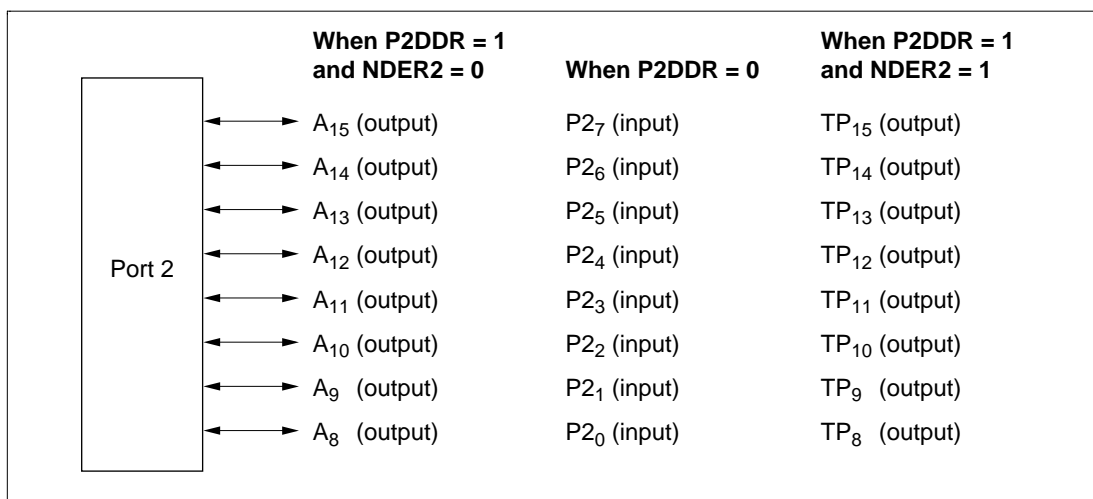 When P2DDR = 1 and NDER2 = 0
When P2DDR = 0
When P2DDR = 1 and NDER2 = 1
Port 2
A15 (output) P27 (input) TP15 (output)
A14 (output) P26 (input) TP14 (output)
A13 (output) P25 (input) TP13 (output)
A12 (output) P24 (input) TP12 (output)
A11 (output) P23 (input) TP11 (output)
A10 (output) P22 (input) TP10 (output)
A9 (output) P21 (input) TP9 (output)
A8 (output) P20 (input) TP8 (output)